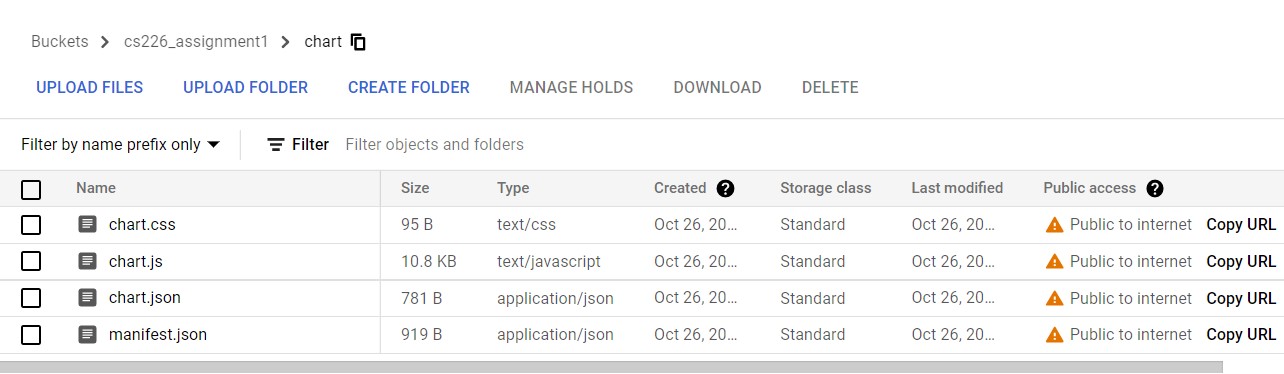 Buckets > cs226_assignment1 > chart
UPLOAD FILES UPLOAD FOLDER CREATE FOLDER MANAGE HOLDS DOWNLOAD DELETE
Filter by name prefix only Filter Filter objects and folders
Name Size Type Created ? Storage class Last modified Public access ?
chart.css 95 B text/css Oct 26, 20... Standard Oct 26, 20... Public to internet Copy URL
chart.js 10.8 KB text/javascript Oct 26, 20... Standard Oct 26, 20... Public to internet Copy URL
chart.json 781 B application/json Oct 26, 20... Standard Oct 26, 20... Public to internet Copy URL
manifest.json 919 B application/json Oct 26, 20... Standard Oct 26, 20... Public to internet Copy URL